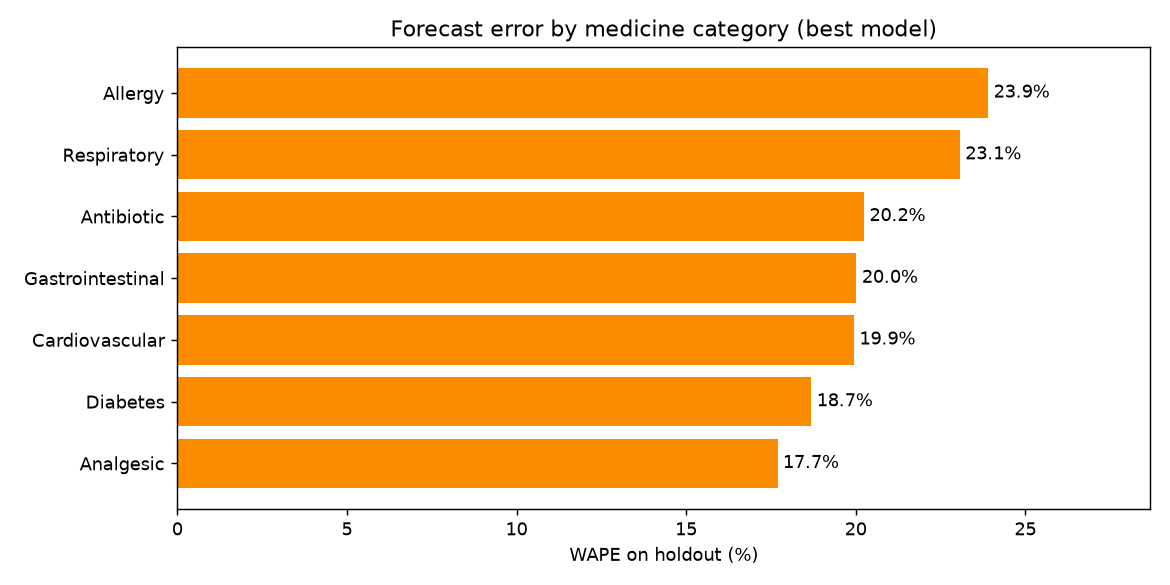 Forecast error by medicine category (best model)
Allergy 23.9%
Respiratory 23.1%
Antibiotic 20.2%
Gastrointestinal 20.0%
Cardiovascular 19.9%
Diabetes 18.7%
Analgesic 17.7%
0 5 10 15 20 25
WAPE on holdout (%)